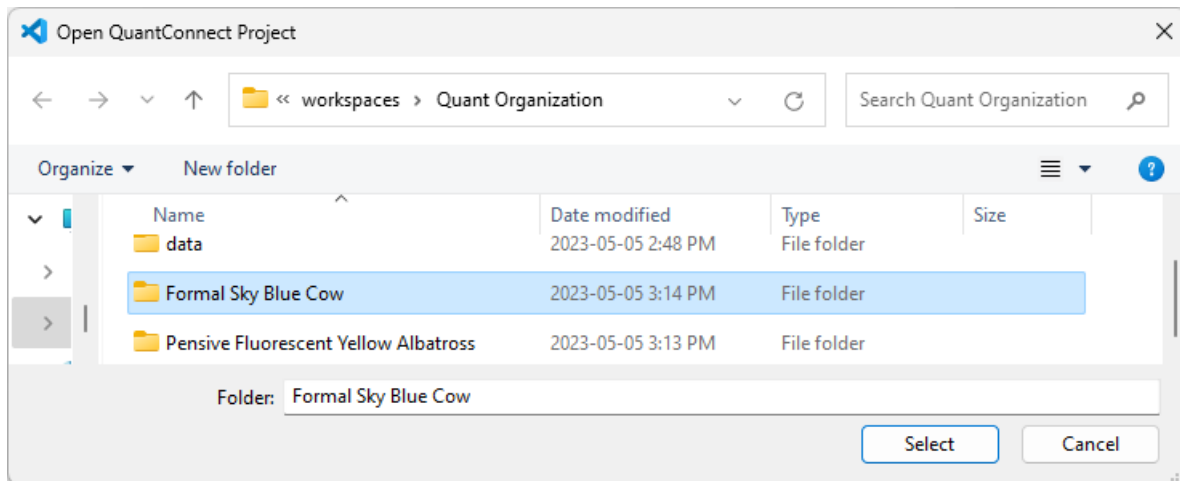 Open QuantConnect Project
« workspaces > Quant Organization
Search Quant Organization
Organize
New folder
Name Date modified Type Size
data 2023-05-05 2:48 PM File folder
Formal Sky Blue Cow 2023-05-05 3:14 PM File folder
Pensive Fluorescent Yellow Albatross 2023-05-05 3:13 PM File folder
Folder: Formal Sky Blue Cow
Select Cancel